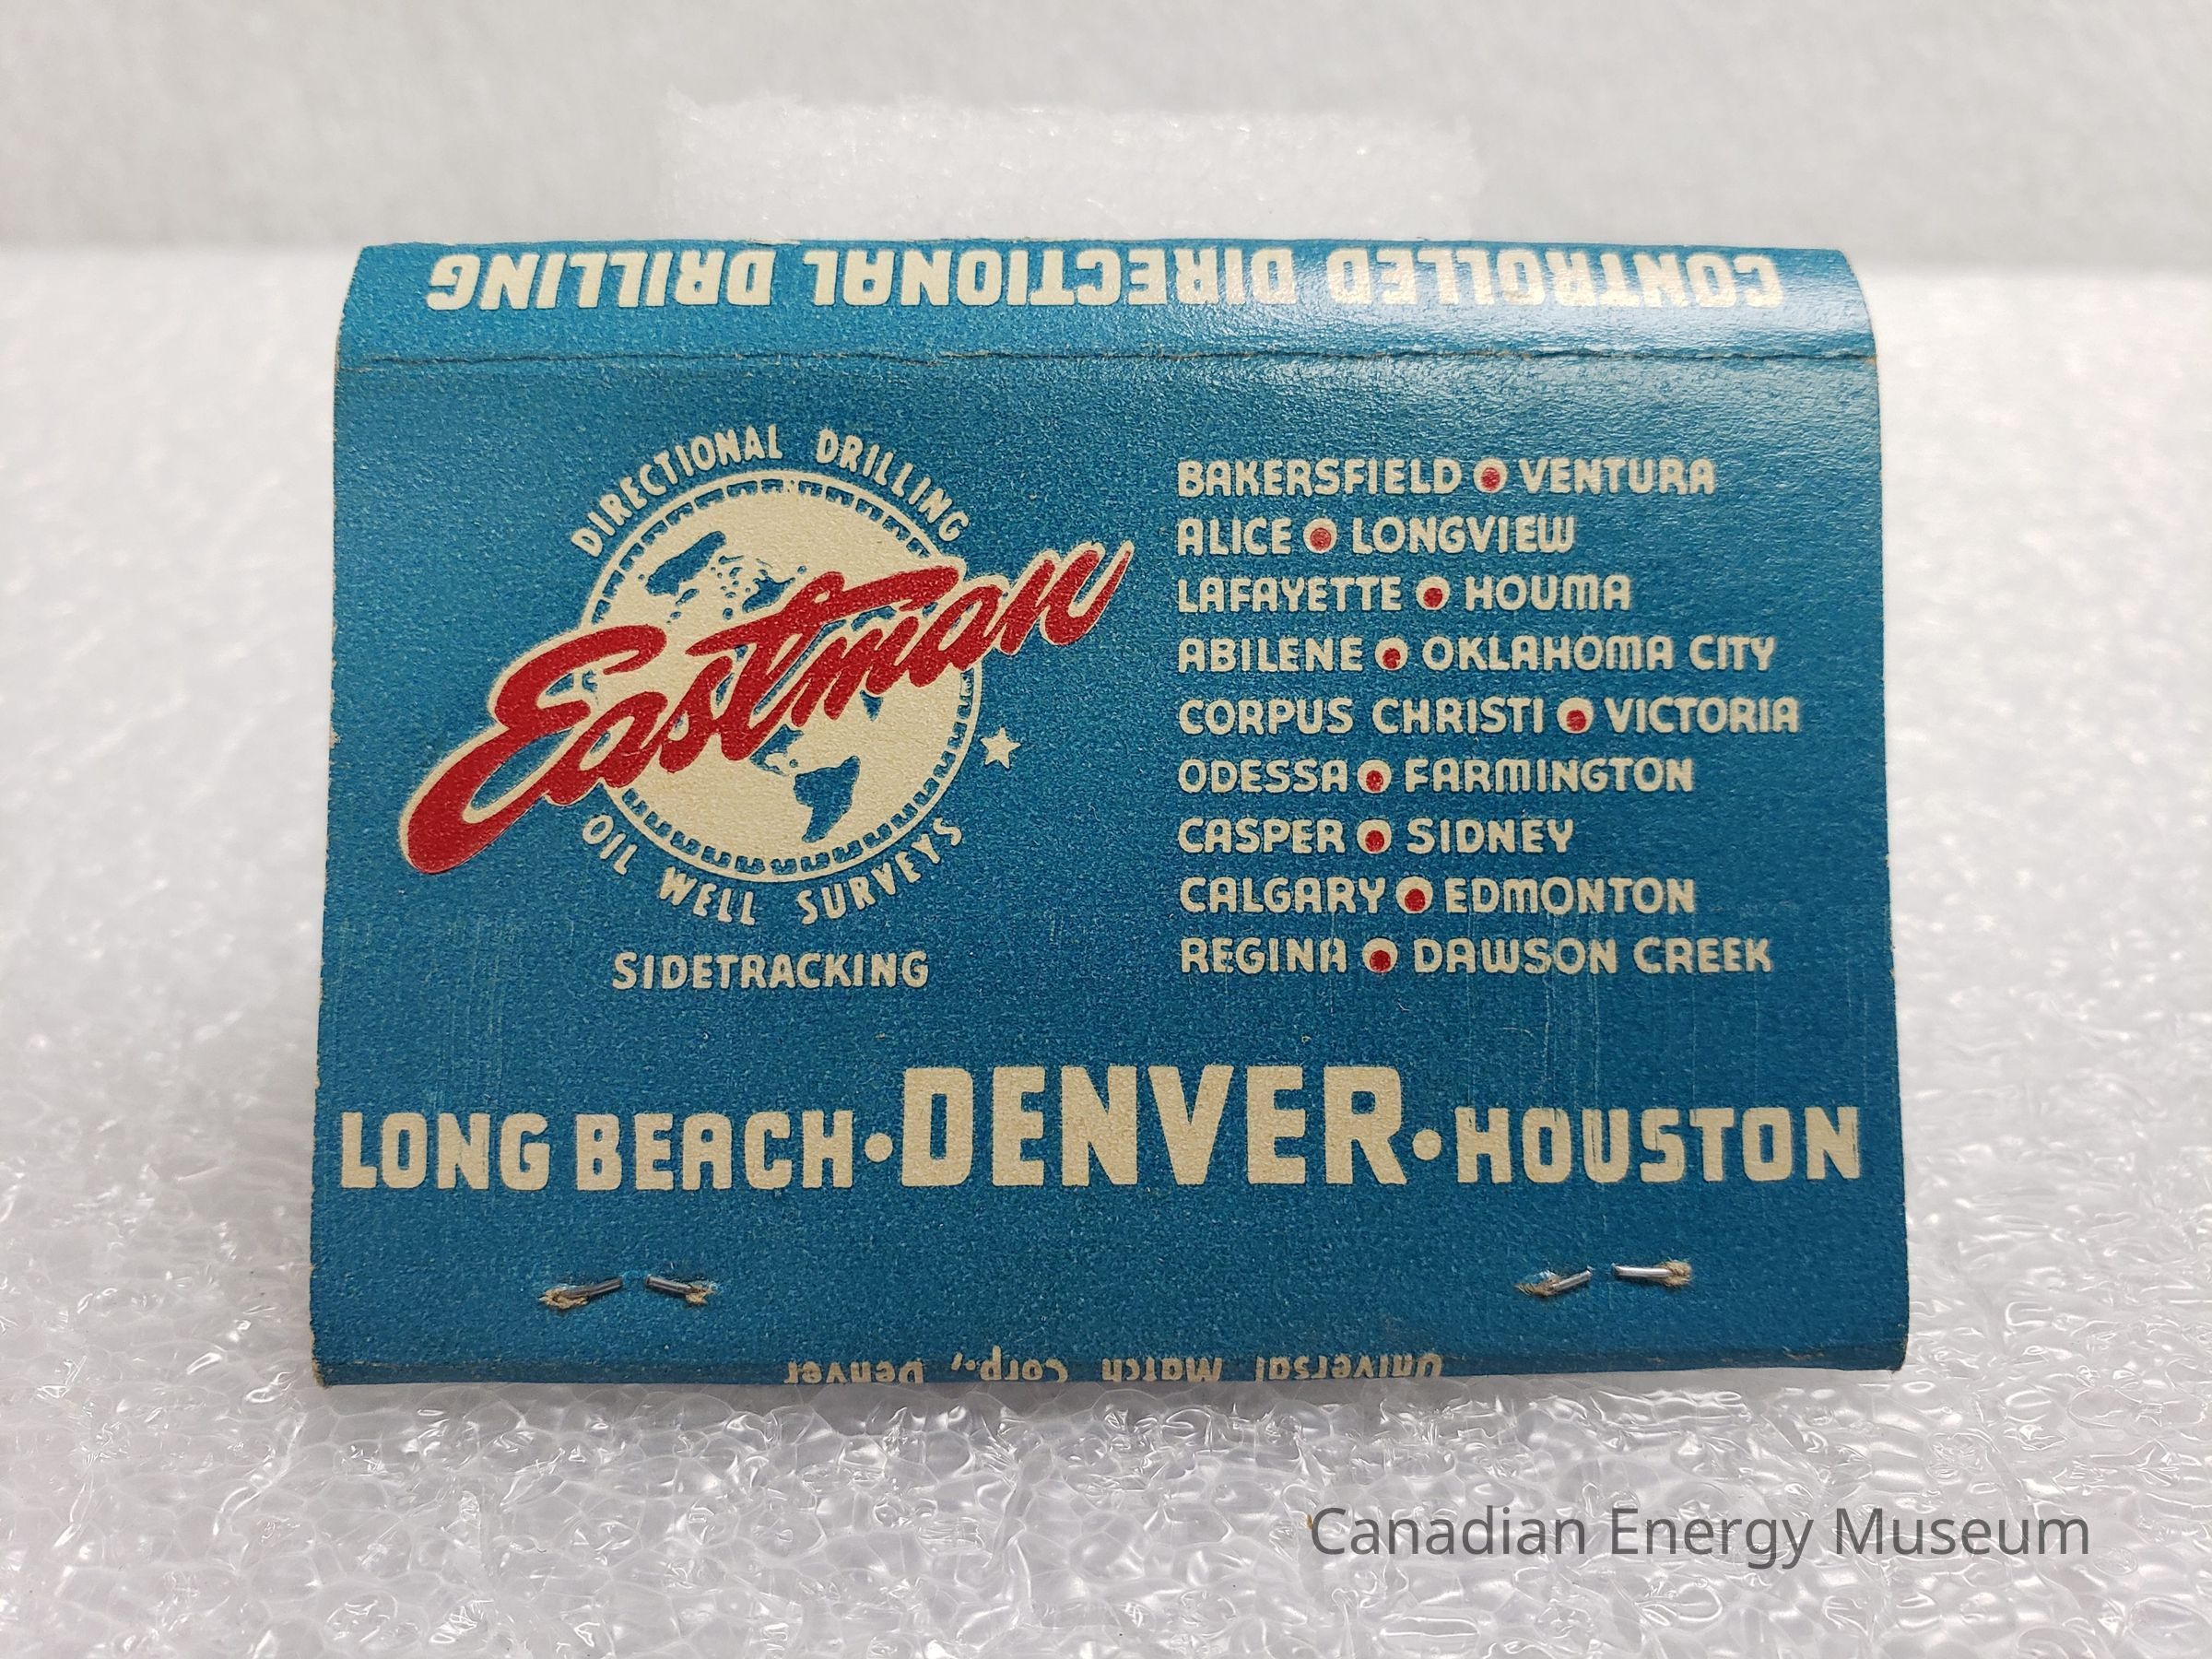 CONTROLLED DIRECTIONAL DRILLING
DIRECTIONAL DRILLING
Eastman
OIL WELL SURVEYS
SIDETRACKING
BAKERSFIELD • VENTURA
ALICE • LONGVIEW
LAFAYETTE • HOUMA
ABILENE • OKLAHOMA CITY
CORPUS CHRISTI • VICTORIA
ODESSA • FARMINGTON
CASPER • SIDNEY
CALGARY • EDMONTON
REGINA • DAWSON CREEK
LONG BEACH • DENVER • HOUSTON
Universal Match Corp., Denver
Canadian Energy Museum